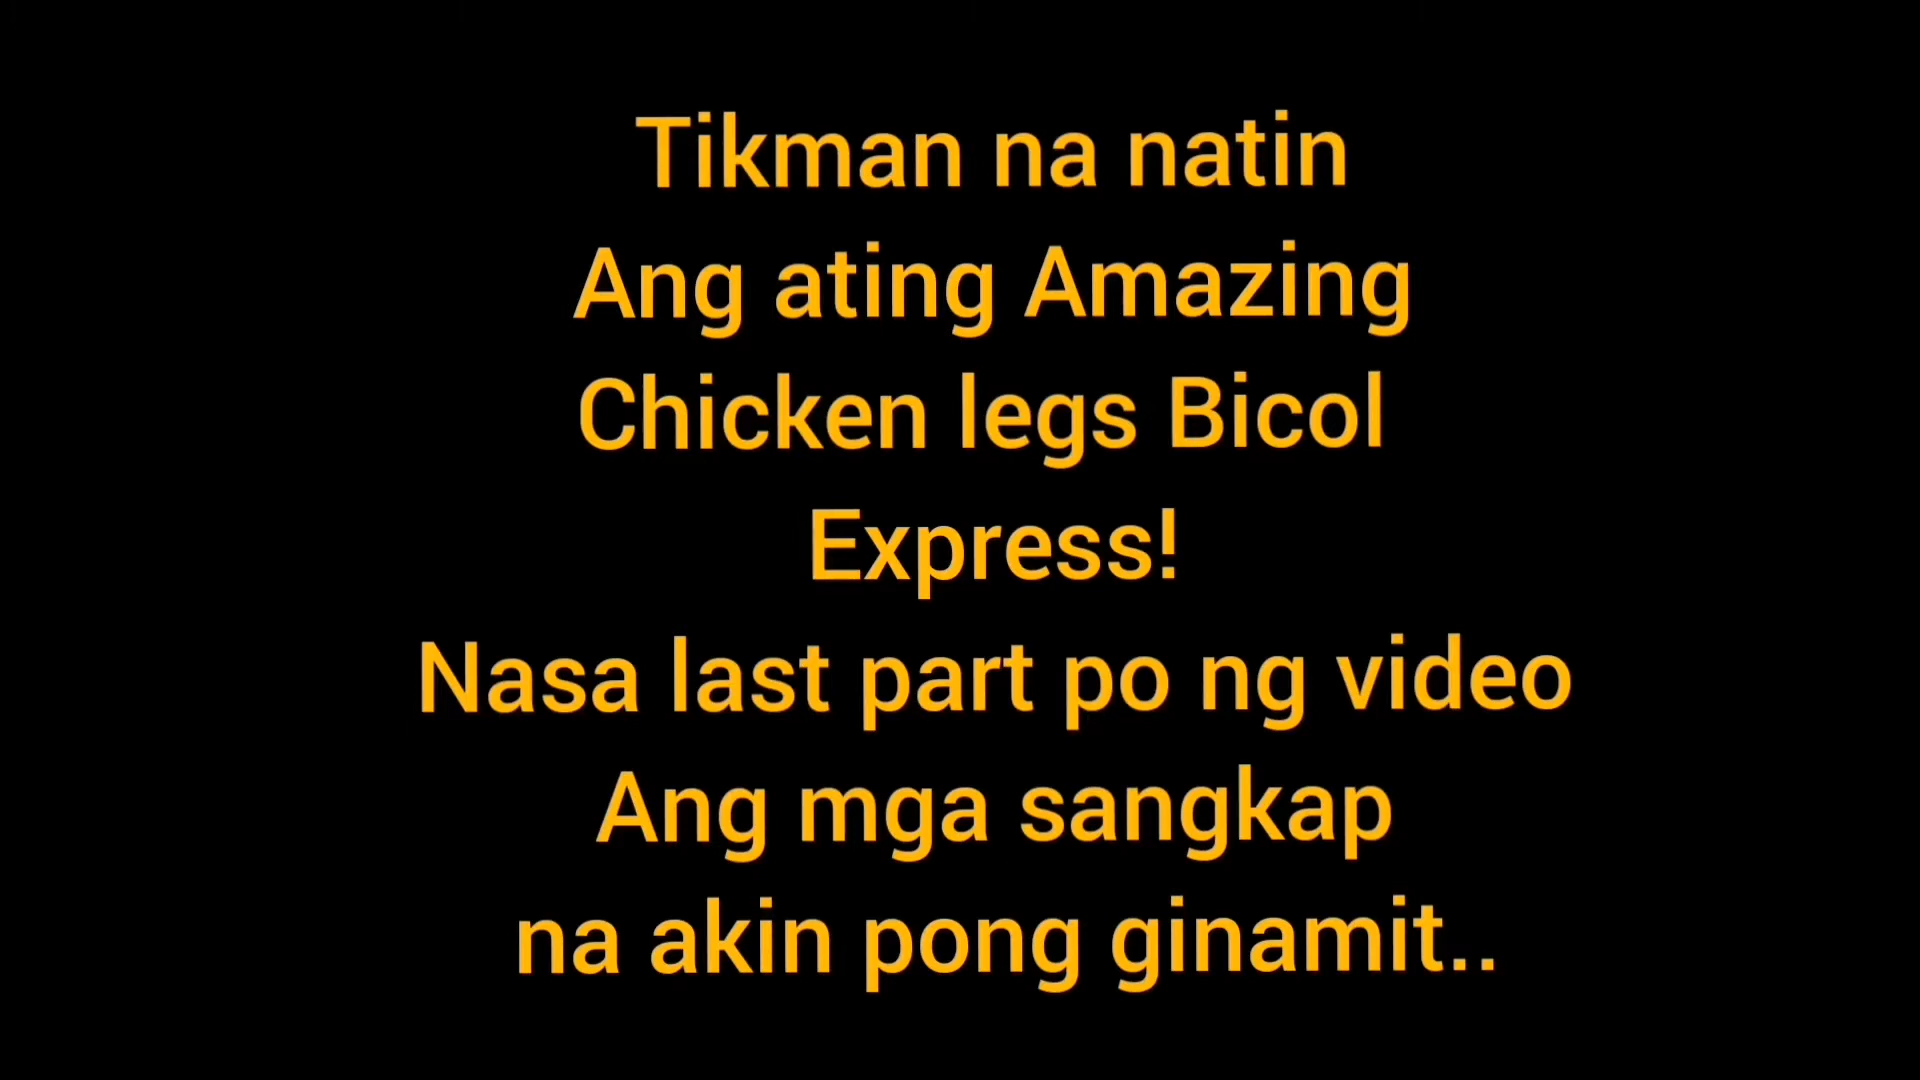 Tikman na natin
Ang ating Amazing
Chicken legs Bicol
Express!
Nasa last part po ng video
Ang mga sangkap
na akin pong ginamit..